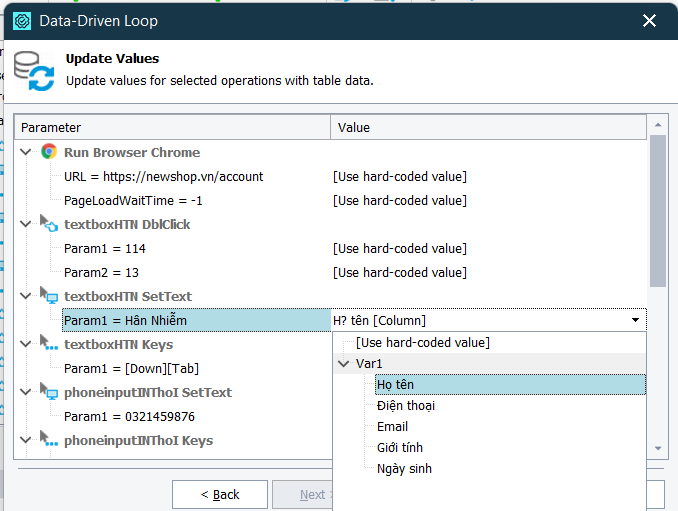 Data-Driven Loop
Update Values
Update values for selected operations with table data.
Parameter Value
Run Browser Chrome
URL = https://newshop.vn/account [Use hard-coded value]
PageLoadWaitTime = -1 [Use hard-coded value]
textboxHTN DblClick
Param1 = 114 [Use hard-coded value]
Param2 = 13 [Use hard-coded value]
textboxHTN SetText
Param1 = Hân Nhiễm H? tên [Column]
textboxHTN Keys [Use hard-coded value]
Var1
Param1 = [Down][Tab] Họ tên
phoneinputINThoI SetText Điện thoại
Param1 = 0321459876 Email
phoneinputINThoI Keys Giới tính
Ngày sinh
< Back Next